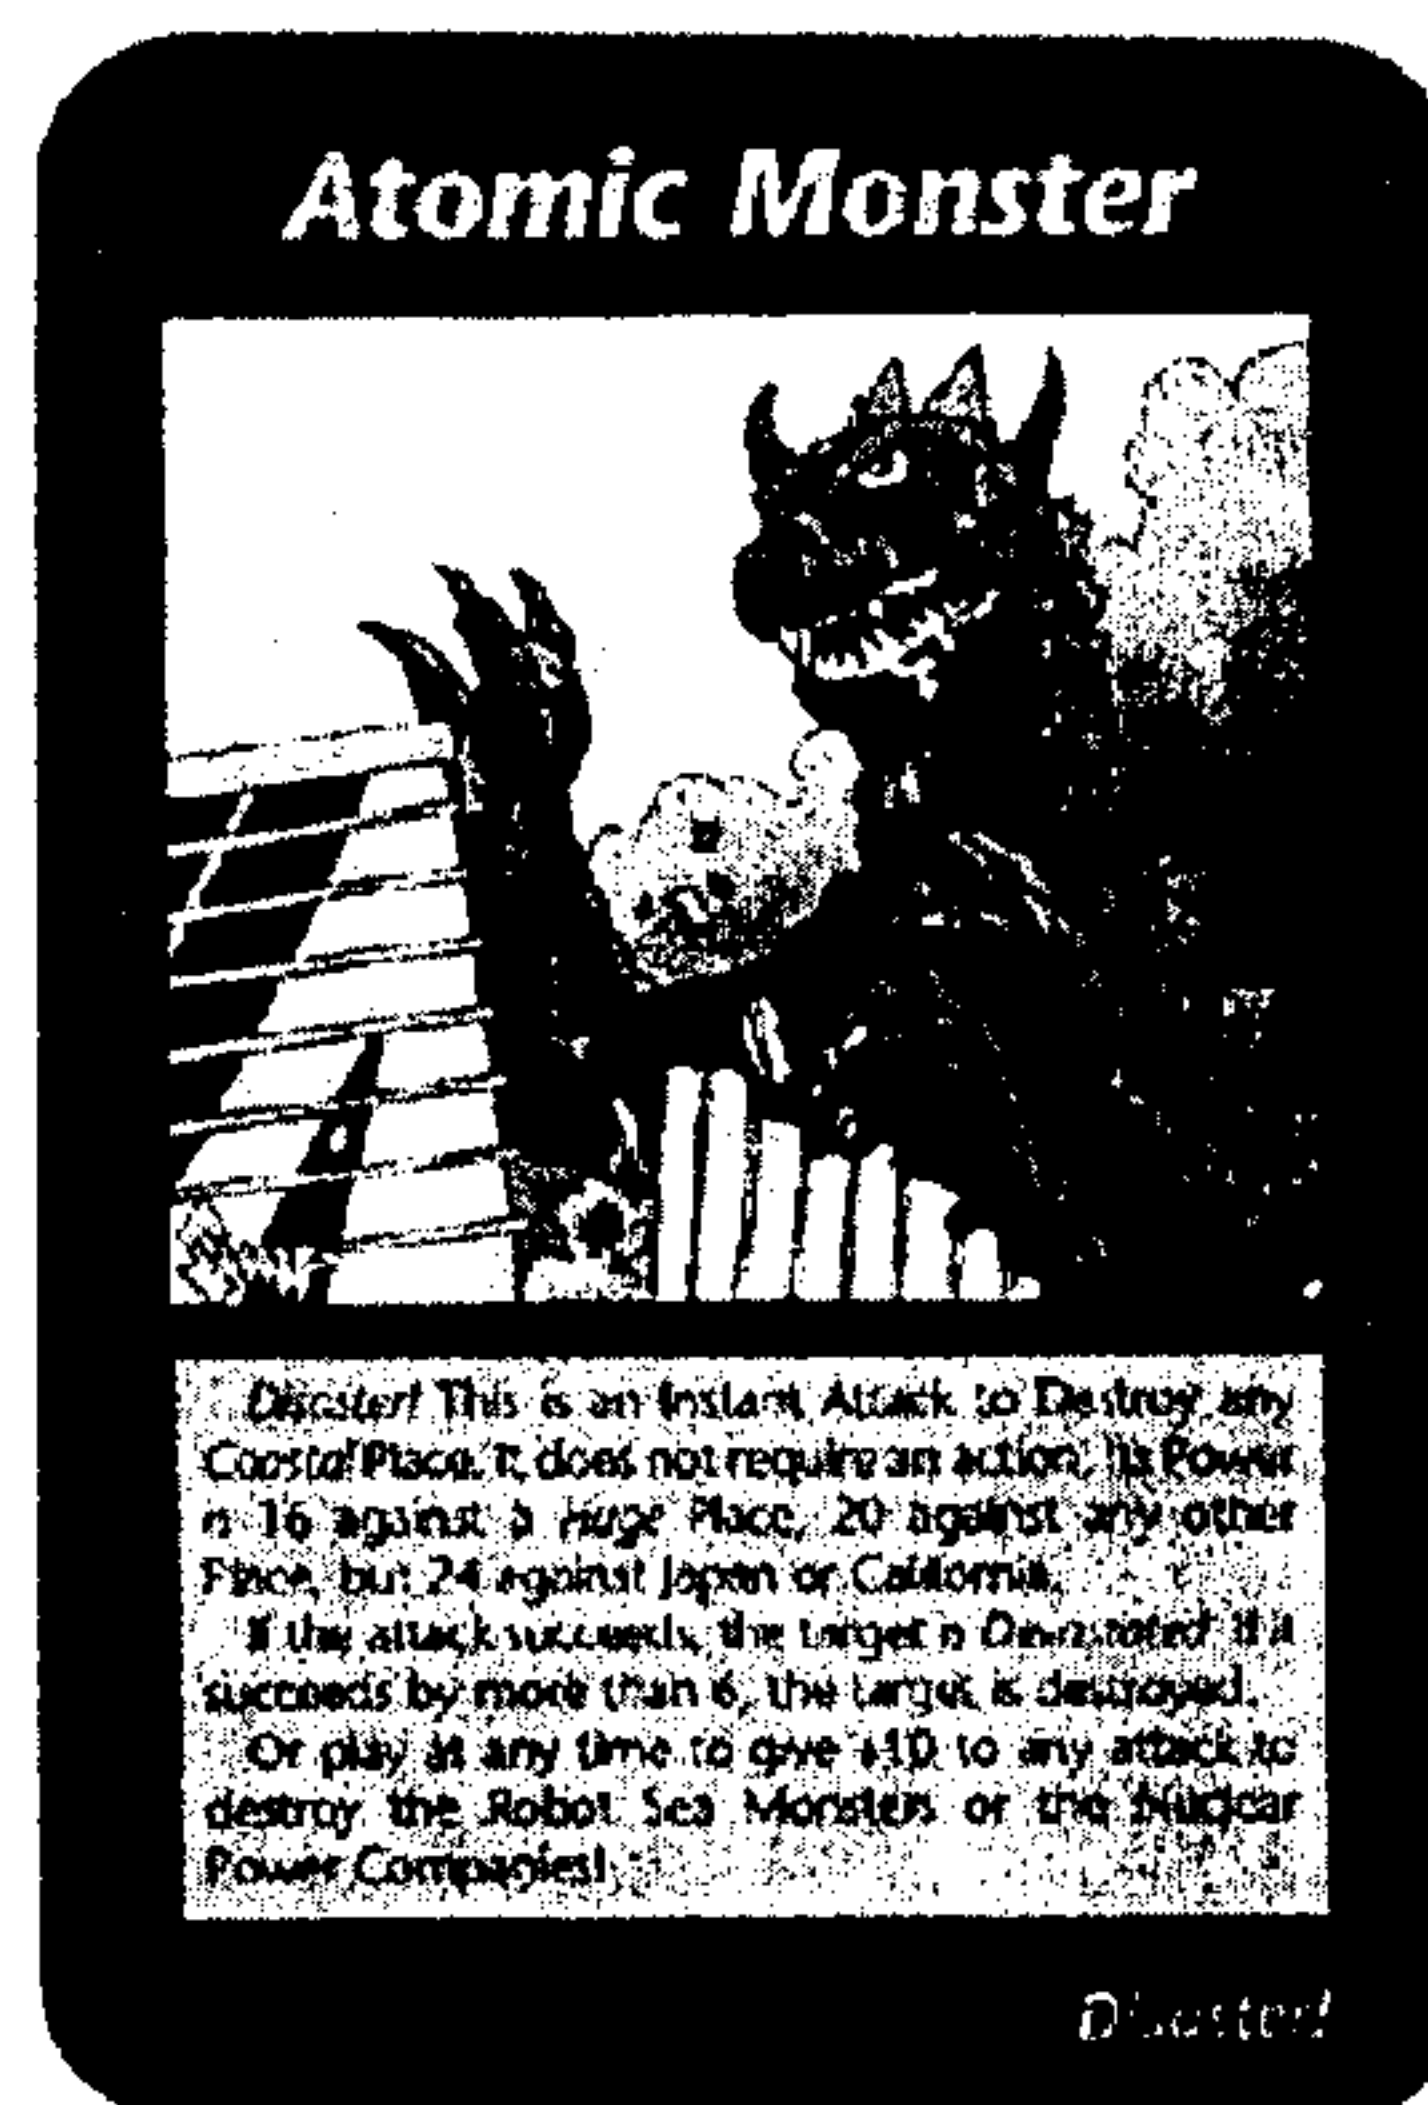 Atomic Monster
Disaster! This is an Instant Attack to Destroy any
Coastal Place. It does not require an action. Its Power
is 16 against a Huge Place, 20 against any other
Place, but 24 against Japan or California.
If the attack succeeds, the target is Devastated. If it
succeeds by more than 6, the target is destroyed.
Or play at any time to give +10 to any attack to
destroy the Robot Sea Monsters or the Nuclear
Power Companies!
Disaster!